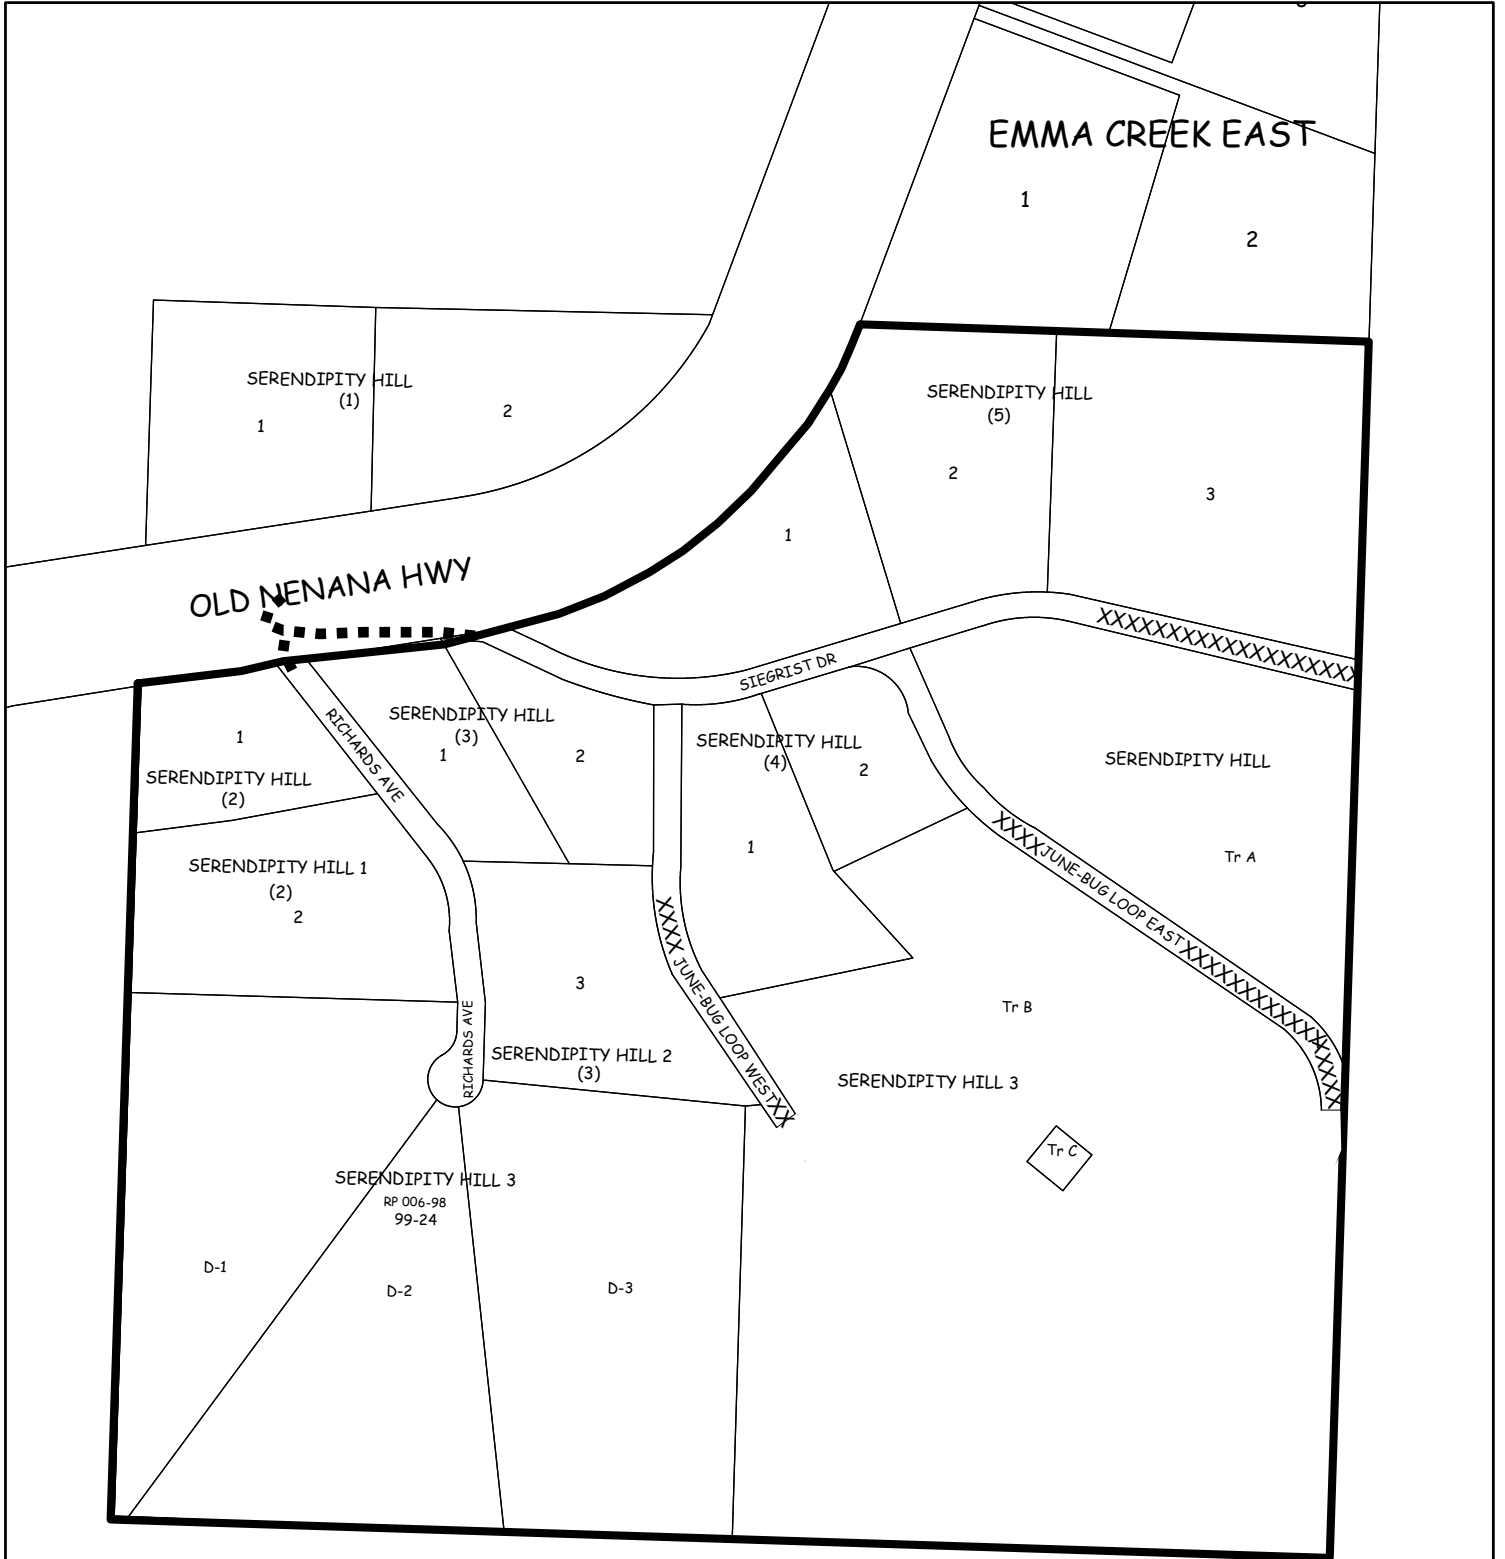 EMMA CREEK EAST
1
2
SERENDIPITY HILL
(1)
1
2
SERENDIPITY HILL
(5)
2
3
1
OLD NENANA HWY
XXXXXXXXXXXXXXXXXXX
SIEGRIST DR
RICHARDS AVE
SERENDIPITY HILL
(3)
1
2
1
SERENDIPITY HILL
(2)
SERENDIPITY HILL
(4)
2
1
SERENDIPITY HILL
Tr A
SERENDIPITY HILL 1
(2)
2
XXXX JUNE-BUG LOOP EAST XXXXXXXXXXXXXXXX
XXXX JUNE-BUG LOOP WEST XX
3
RICHARDS AVE
SERENDIPITY HILL 2
(3)
Tr B
SERENDIPITY HILL 3
Tr C
SERENDIPITY HILL 3
RP 006-98
99-24
D-1
D-2
D-3